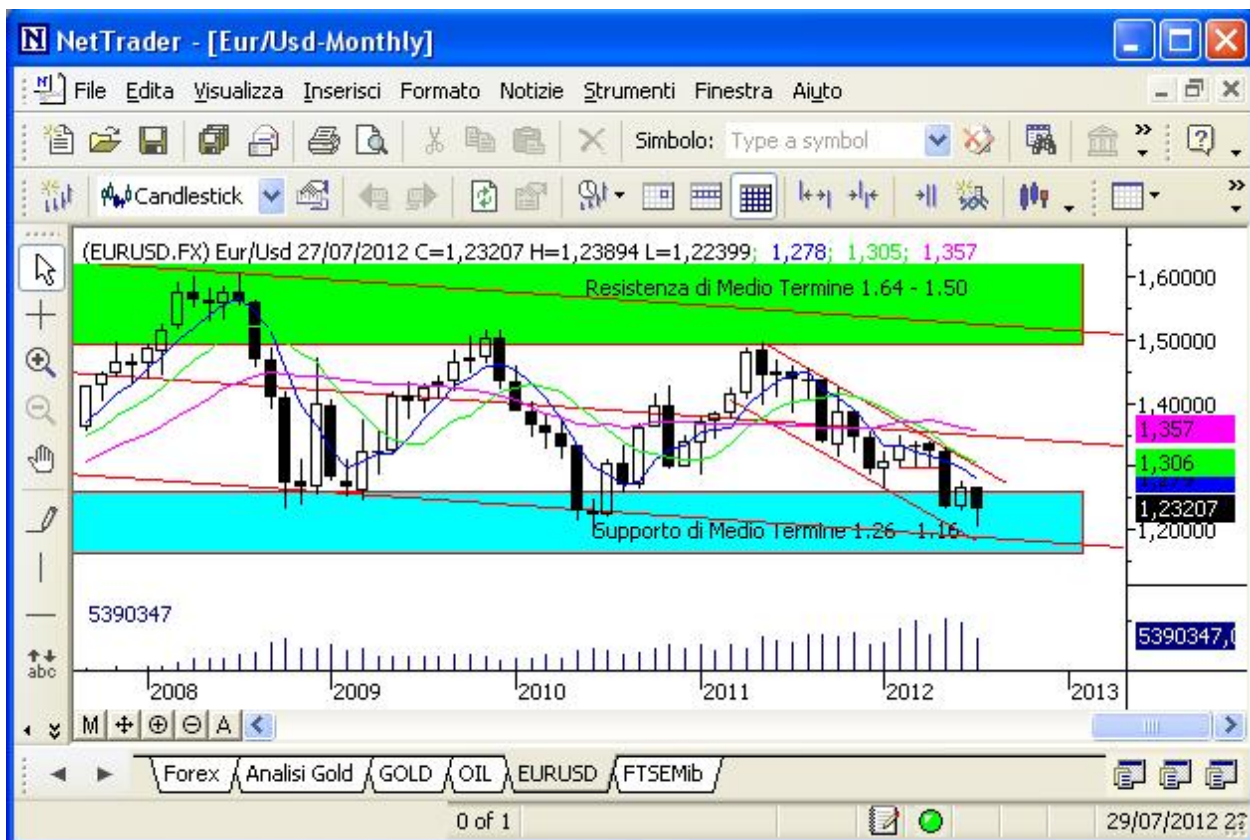 NetTrader - [Eur/Usd-Monthly]
File Edita Visualizza Inserisci Formato Notizie Strumenti Finestra Aiuto
Simbolo: Type a symbol
Candlestick
(EURUSD.FX) Eur/Usd 27/07/2012 C=1,23207 H=1,23894 L=1,22399; 1,278; 1,305; 1,357
Resistenza di Medio Termine 1.64 - 1.50
1,60000
1,50000
1,40000
1,357
1,306
1,23207
1,20000
Supporto di Medio Termine 1.26 - 1.16
5390347
5390347,0
abc
2008 2009 2010 2011 2012 2013
M A
Forex Analisi Gold GOLD OIL EURUSD FTSEMib
0 of 1
29/07/2012